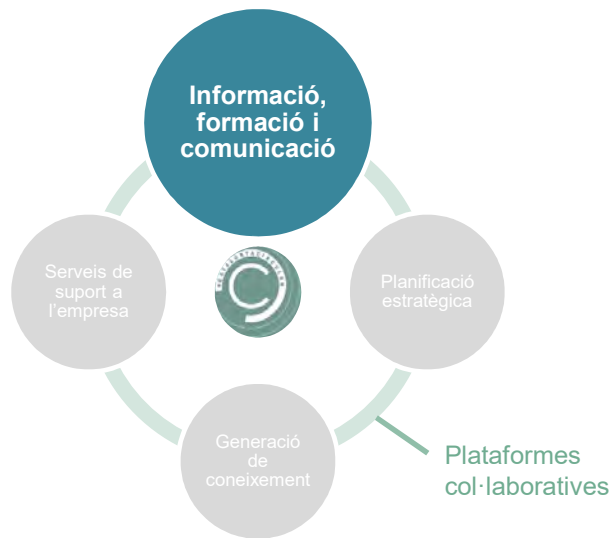 Informació,
formació i
comunicació
Serveis de
suport a
l'empresa
Planificació
estratègica
Generació
de
coneixement
Plataformes
col·laboratives